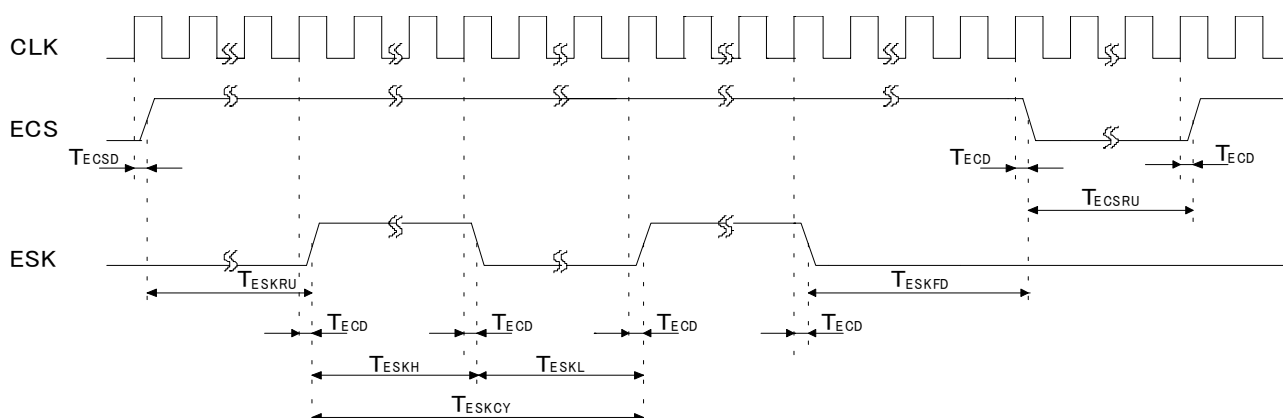 CLK
ECS
TECSD
TECD
TECD
TECSRU
ESK
TESKRU
TESKFD
TECD
TECD
TECD
TECD
TESKH
TESKL
TESKCY